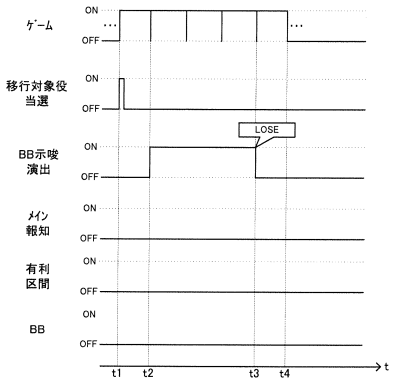 ON
ｹﾞｰﾑ
･･･
･･･
OFF
移行対象役
当選
ON
OFF
LOSE
BB示唆
演出
ON
OFF
ﾒｲﾝ
報知
ON
OFF
有利
区間
ON
OFF
BB
ON
OFF
t1
t2
t3
t4
t